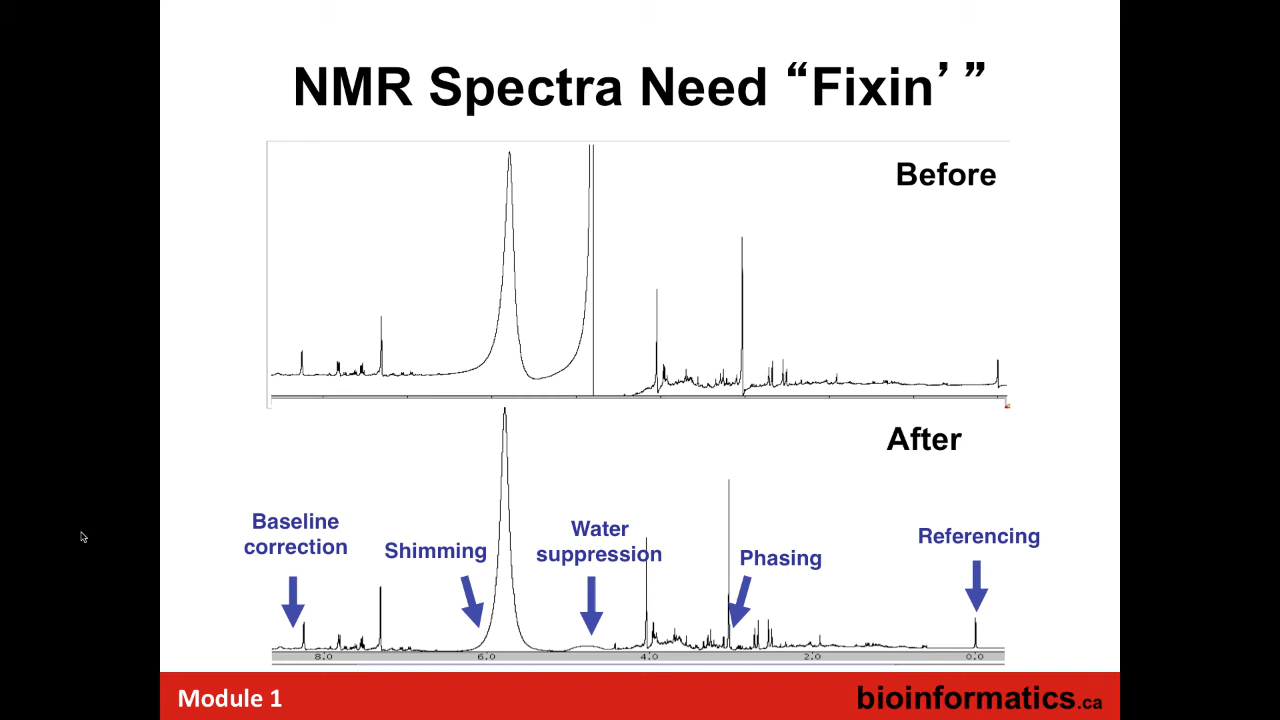 NMR Spectra Need “Fixin’”
Before
After
Baseline
correction
Shimming
Water
suppression
Phasing
Referencing
8.0 6.0 4.0 2.0 0.0
Module 1
bioinformatics.ca